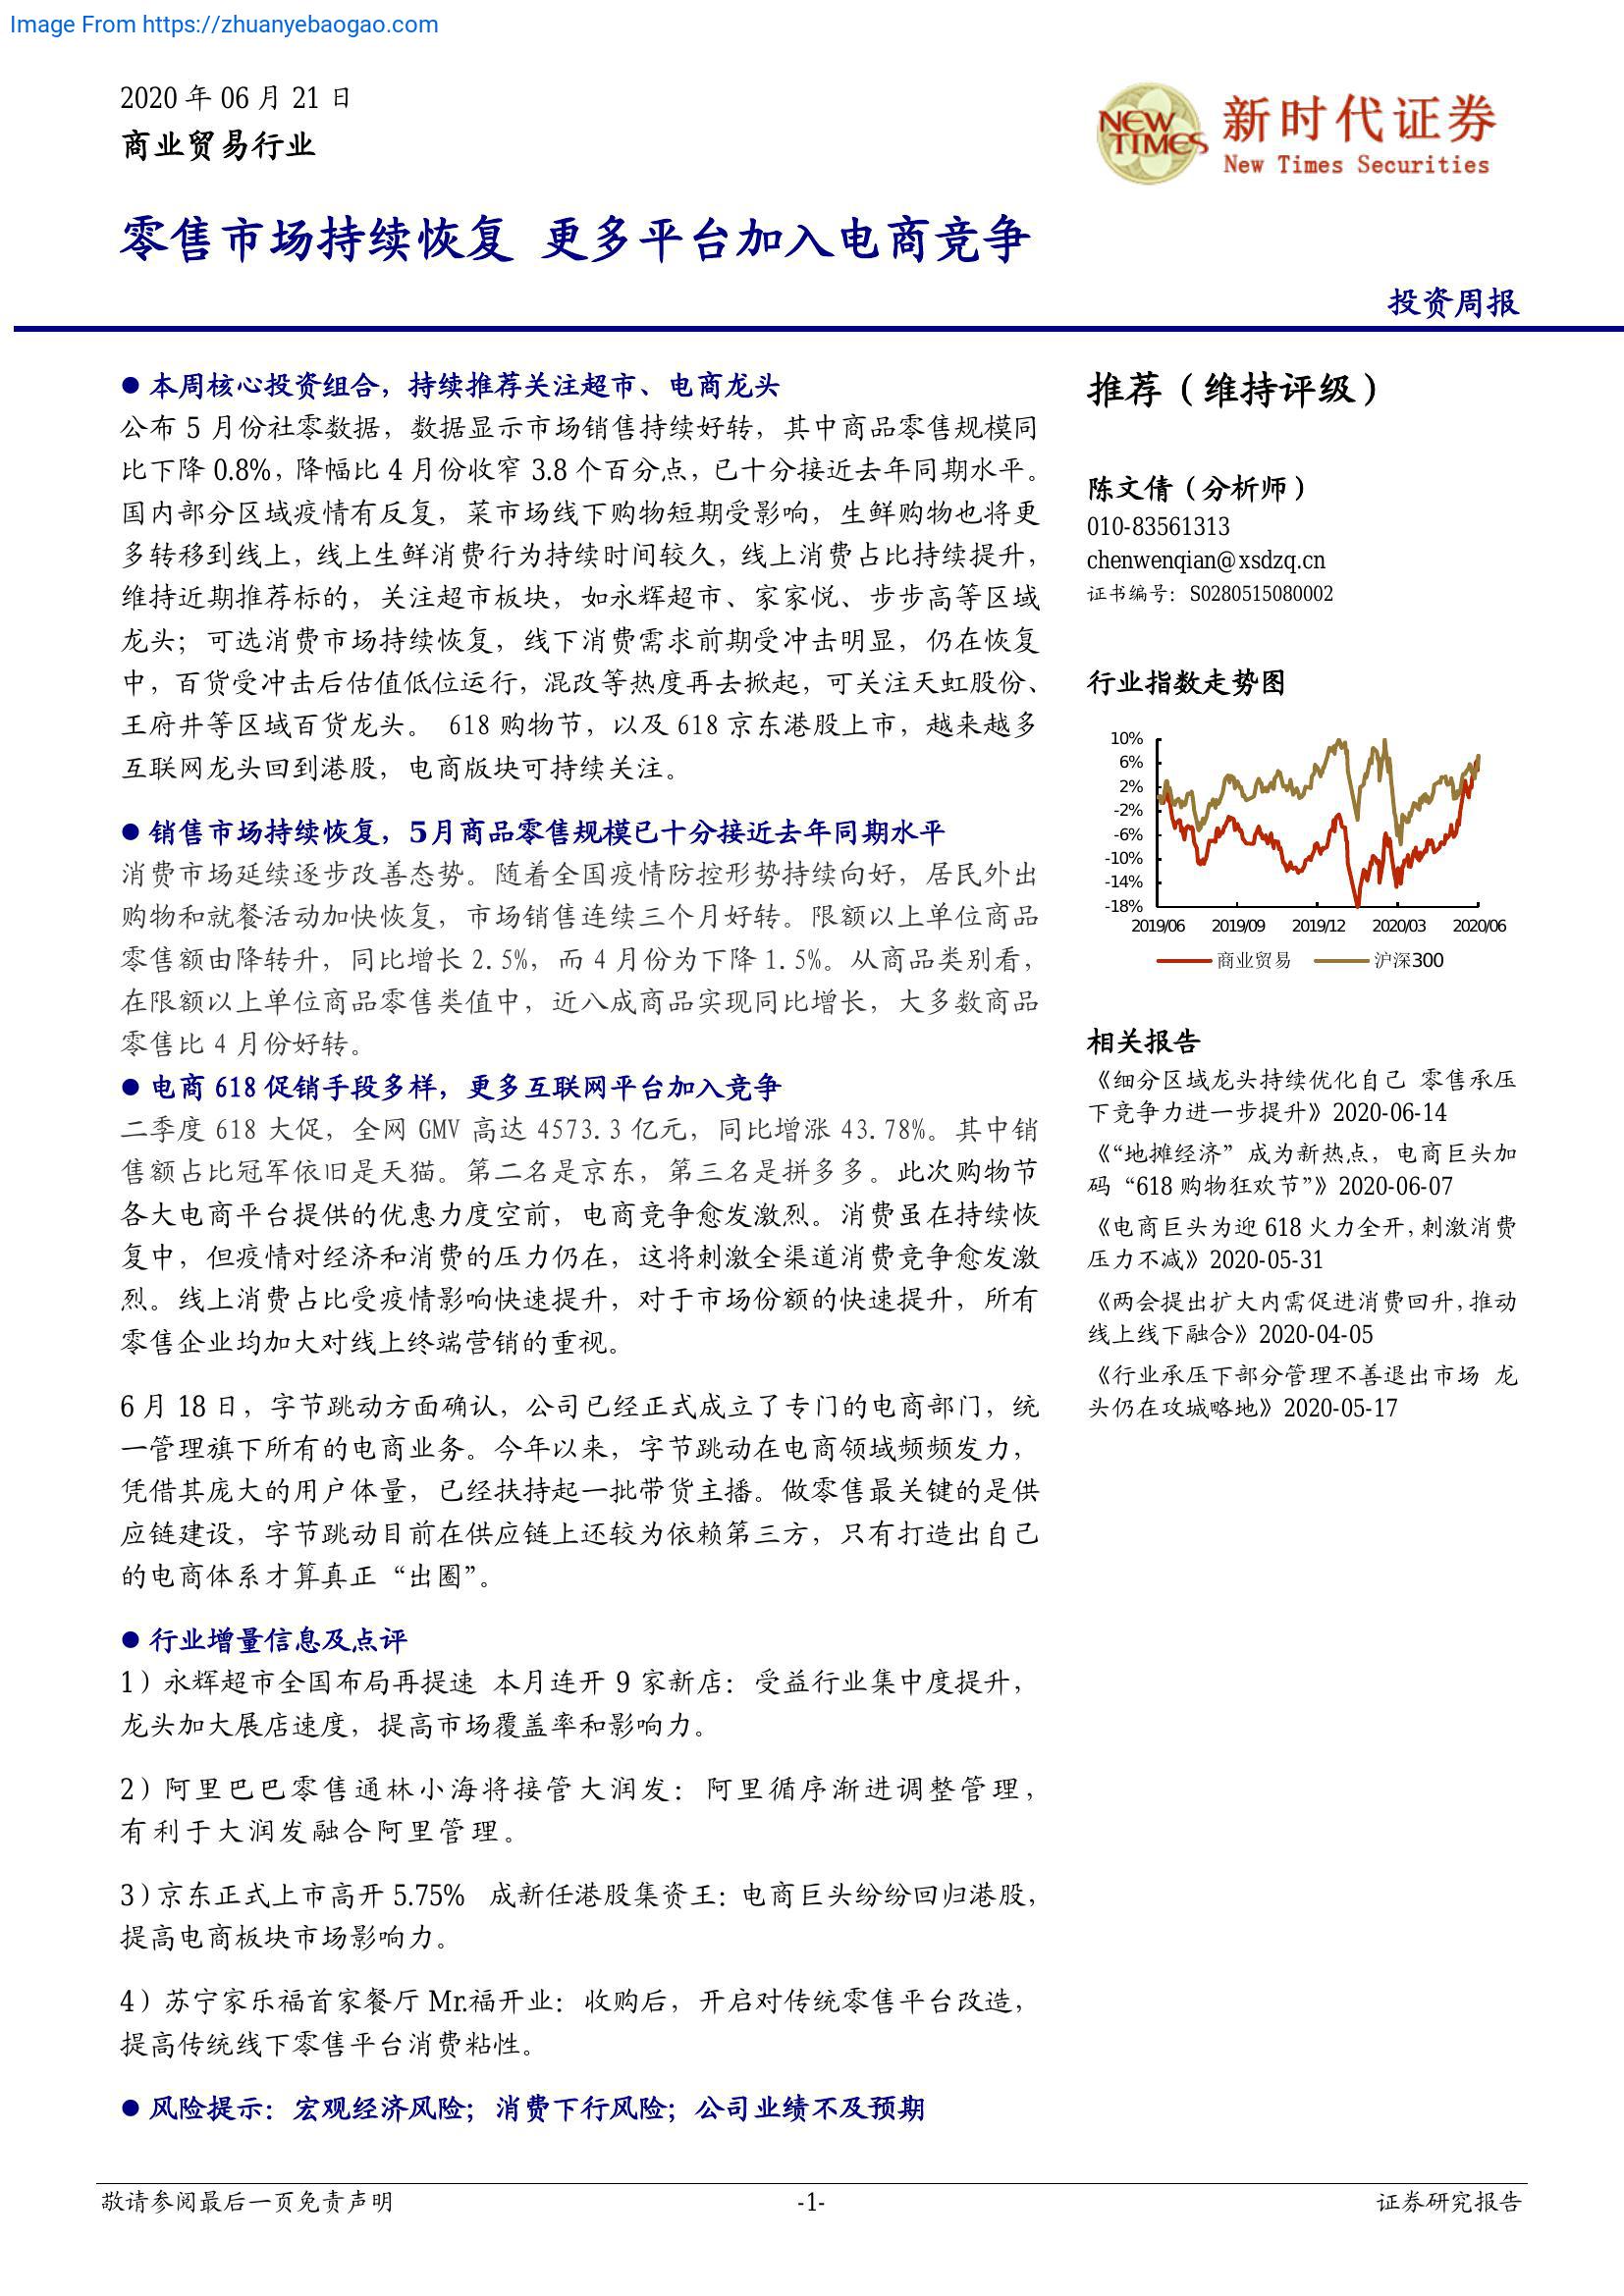 Image From https://zhuanyebaogao.com
2020 年 06 月 21 日
商业贸易行业
NEW TIMES
新时代证券
New Times Securities
零售市场持续恢复 更多平台加入电商竞争
投资周报
● 本周核心投资组合，持续推荐关注超市、电商龙头
公布 5 月份社零数据，数据显示市场销售持续好转，其中商品零售规模同
比下降 0.8%，降幅比 4 月份收窄 3.8 个百分点，已十分接近去年同期水平。
国内部分区域疫情有反复，菜市场线下购物短期受影响，生鲜购物也将更
多转移到线上，线上生鲜消费行为持续时间较久，线上消费占比持续提升，
维持近期推荐标的，关注超市板块，如永辉超市、家家悦、步步高等区域
龙头；可选消费市场持续恢复，线下消费需求前期受冲击明显，仍在恢复
中，百货受冲击后估值低位运行，混改等热度再去掀起，可关注天虹股份、
王府井等区域百货龙头。 618 购物节，以及 618 京东港股上市，越来越多
互联网龙头回到港股，电商版块可持续关注。
● 销售市场持续恢复，5月商品零售规模已十分接近去年同期水平
消费市场延续逐步改善态势。随着全国疫情防控形势持续向好，居民外出
购物和就餐活动加快恢复，市场销售连续三个月好转。限额以上单位商品
零售额由降转升，同比增长 2.5%，而 4 月份为下降 1.5%。从商品类别看，
在限额以上单位商品零售类值中，近八成商品实现同比增长，大多数商品
零售比 4 月份好转。
● 电商 618 促销手段多样，更多互联网平台加入竞争
二季度 618 大促，全网 GMV 高达 4573.3 亿元，同比增涨 43.78%。其中销
售额占比冠军依旧是天猫。第二名是京东，第三名是拼多多。此次购物节
各大电商平台提供的优惠力度空前，电商竞争愈发激烈。消费虽在持续恢
复中，但疫情对经济和消费的压力仍在，这将刺激全渠道消费竞争愈发激
烈。线上消费占比受疫情影响快速提升，对于市场份额的快速提升，所有
零售企业均加大对线上终端营销的重视。
6 月 18 日，字节跳动方面确认，公司已经正式成立了专门的电商部门，统
一管理旗下所有的电商业务。今年以来，字节跳动在电商领域频频发力，
凭借其庞大的用户体量，已经扶持起一批带货主播。做零售最关键的是供
应链建设，字节跳动目前在供应链上还较为依赖第三方，只有打造出自己
的电商体系才算真正“出圈”。
● 行业增量信息及点评
1）永辉超市全国布局再提速 本月连开 9 家新店：受益行业集中度提升，
龙头加大展店速度，提高市场覆盖率和影响力。
2）阿里巴巴零售通林小海将接管大润发：阿里循序渐进调整管理，
有利于大润发融合阿里管理。
3）京东正式上市高开 5.75% 成新任港股集资王：电商巨头纷纷回归港股，
提高电商板块市场影响力。
4）苏宁家乐福首家餐厅 Mr.福开业：收购后，开启对传统零售平台改造，
提高传统线下零售平台消费粘性。
● 风险提示：宏观经济风险；消费下行风险；公司业绩不及预期
推荐（维持评级）
陈文倩（分析师）
010-83561313
chenwenqian@xsdzq.cn
证书编号：S0280515080002
行业指数走势图
10%
6%
2%
-2%
-6%
-10%
-14%
-18%
2019/06 2019/09 2019/12 2020/03 2020/06
商业贸易 沪深300
相关报告
《细分区域龙头持续优化自己 零售承压
下竞争力进一步提升》2020-06-14
《“地摊经济”成为新热点，电商巨头加
码“618 购物狂欢节”》2020-06-07
《电商巨头为迎 618 火力全开，刺激消费
压力不减》2020-05-31
《两会提出扩大内需促进消费回升，推动
线上线下融合》2020-04-05
《行业承压下部分管理不善退出市场 龙
头仍在攻城略地》2020-05-17
敬请参阅最后一页免责声明
-1-
证券研究报告